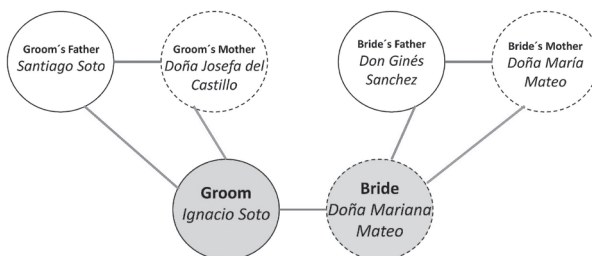 Groom´s Father
Santiago Soto
Groom´s Mother
Doña Josefa del
Castillo
Bride´s Father
Don Ginés
Sanchez
Bride´s Mother
Doña María
Mateo
Groom
Ignacio Soto
Bride
Doña Mariana
Mateo